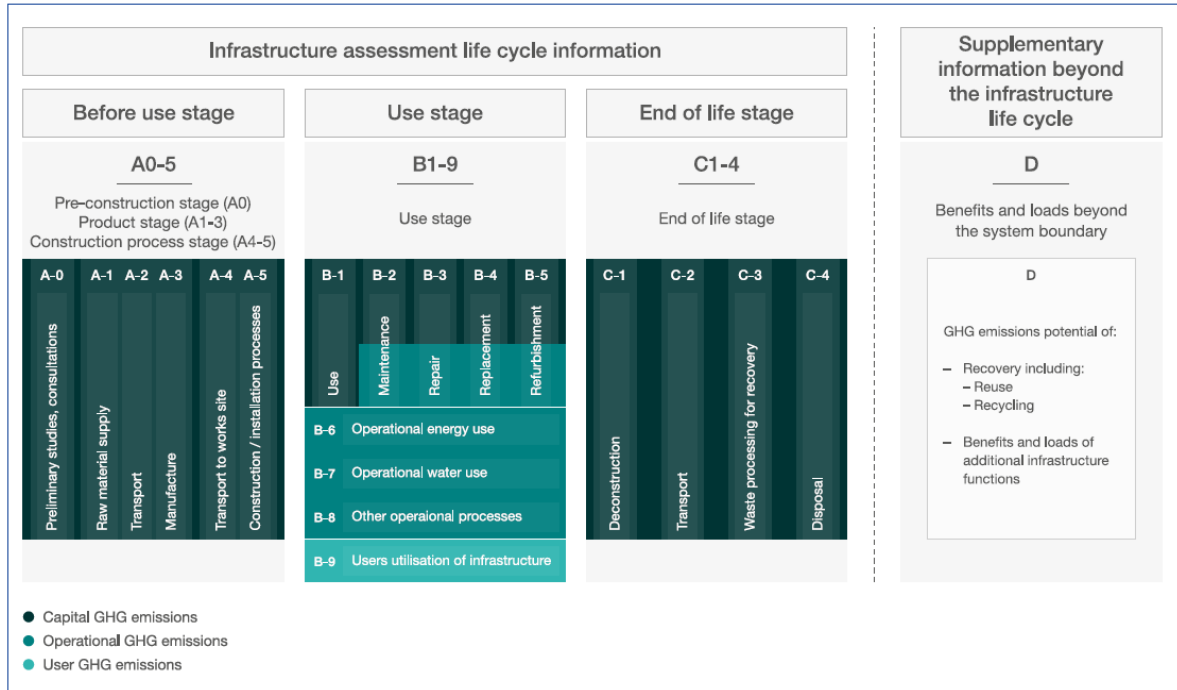 Infrastructure assessment life cycle information
Supplementary
information beyond
the infrastructure
life cycle
Before use stage
Use stage
End of life stage
A0-5
Pre-construction stage (A0)
Product stage (A1-3)
Construction process stage (A4-5)
B1-9
Use stage
C1-4
End of life stage
D
Benefits and loads beyond
the system boundary
A-0
Preliminary studies, consultations
A-1
Raw material supply
A-2
Transport
A-3
Manufacture
A-4
Transport to works site
A-5
Construction / installation processes
B-1
Use
B-2
Maintenance
B-3
Repair
B-4
Replacement
B-5
Refurbishment
B-6 Operational energy use
B-7 Operational water use
B-8 Other operaional processes
B-9 Users utilisation of infrastructure
C-1
Deconstruction
C-2
Transport
C-3
Waste processing for recovery
C-4
Disposal
D
GHG emissions potential of:
– Recovery including:
– Reuse
– Recycling
– Benefits and loads of
additional infrastructure
functions
Capital GHG emissions
Operational GHG emissions
User GHG emissions